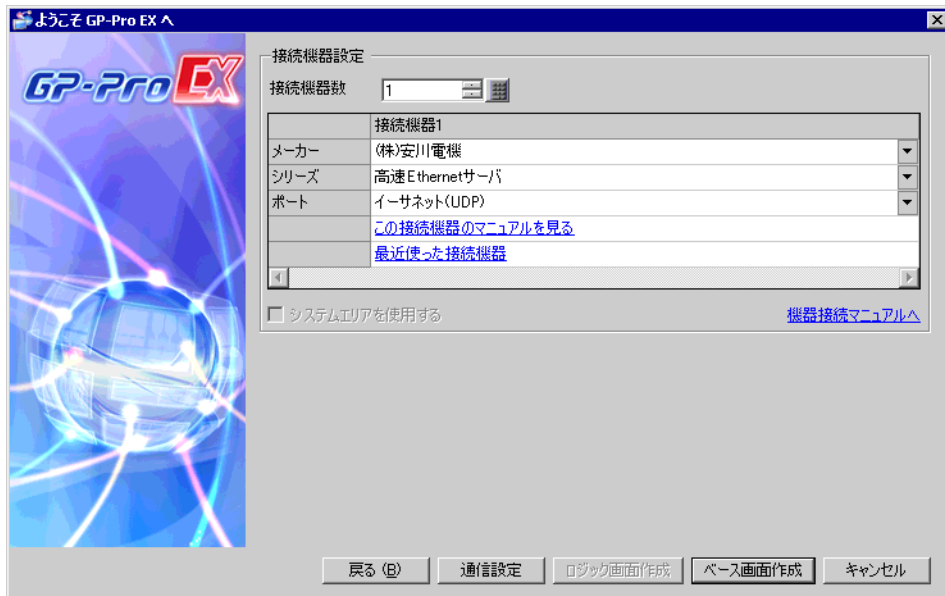 ようこそ GP-Pro EX へ
GP-Pro EX
接続機器設定
接続機器数 1
接続機器1
メーカー (株)安川電機
シリーズ 高速Ethernetサーバ
ポート イーサネット(UDP)
この接続機器のマニュアルを見る
最近使った接続機器
システムエリアを使用する 機器接続マニュアルへ
戻る (B) 通信設定 ロジック画面作成 ベース画面作成 キャンセル